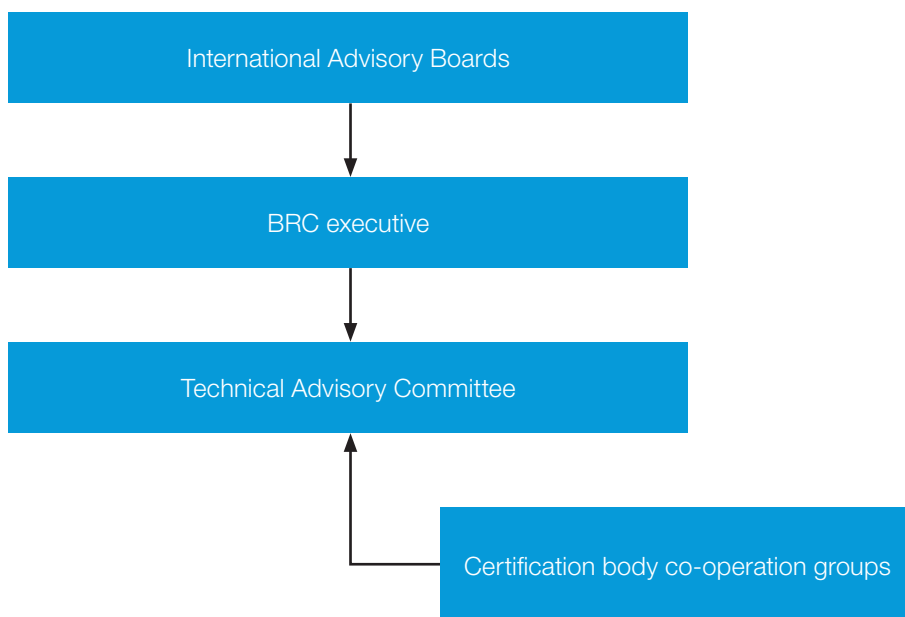 International Advisory Boards
BRC executive
Technical Advisory Committee
Certification body co-operation groups